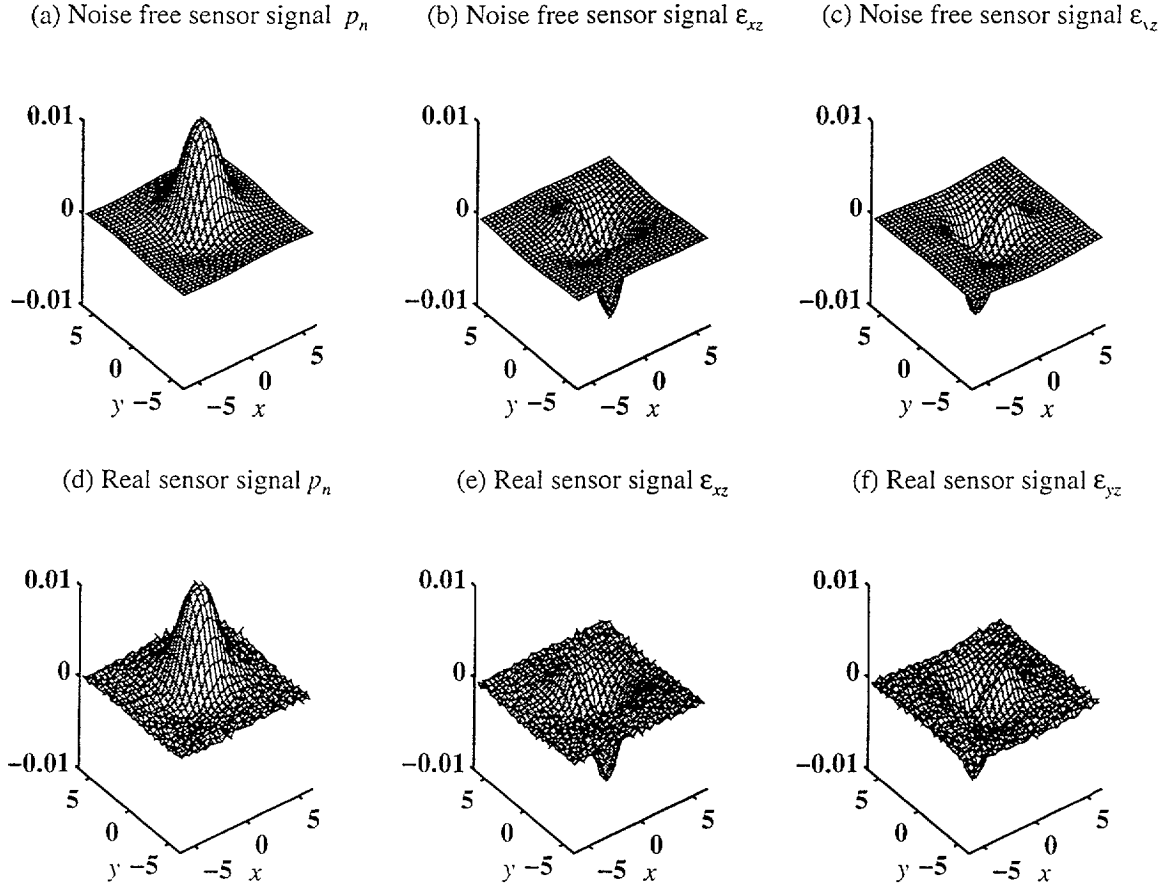 (a) Noise free sensor signal pₙ
(b) Noise free sensor signal ε_xz
(c) Noise free sensor signal ε_yz
0.01
0
−0.01
5
0
y −5
−5 x
0
5
0.01
0
−0.01
5
0
y −5
−5 x
0
5
0.01
0
−0.01
5
0
y −5
−5 x
0
5
(d) Real sensor signal pₙ
(e) Real sensor signal ε_xz
(f) Real sensor signal ε_yz
0.01
0
−0.01
5
0
y −5
−5 x
0
5
0.01
0
−0.01
5
0
y −5
−5 x
0
5
0.01
0
−0.01
5
0
y −5
−5 x
0
5